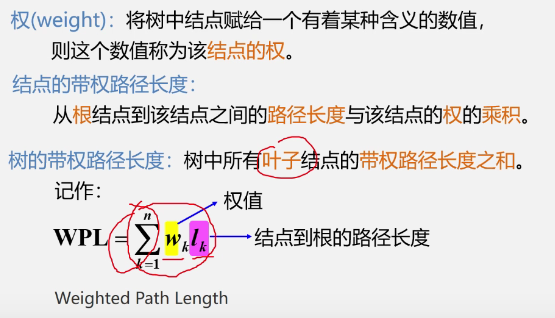 权(weight)：将树中结点赋给一个有着某种含义的数值，
则这个数值称为该结点的权。
结点的带权路径长度：
从根结点到该结点之间的路径长度与该结点的权的乘积。
树的带权路径长度：树中所有叶子结点的带权路径长度之和。
记作：
权值
WPL = ∑ₖ₌₁ⁿ wₖlₖ 结点到根的路径长度
Weighted Path Length